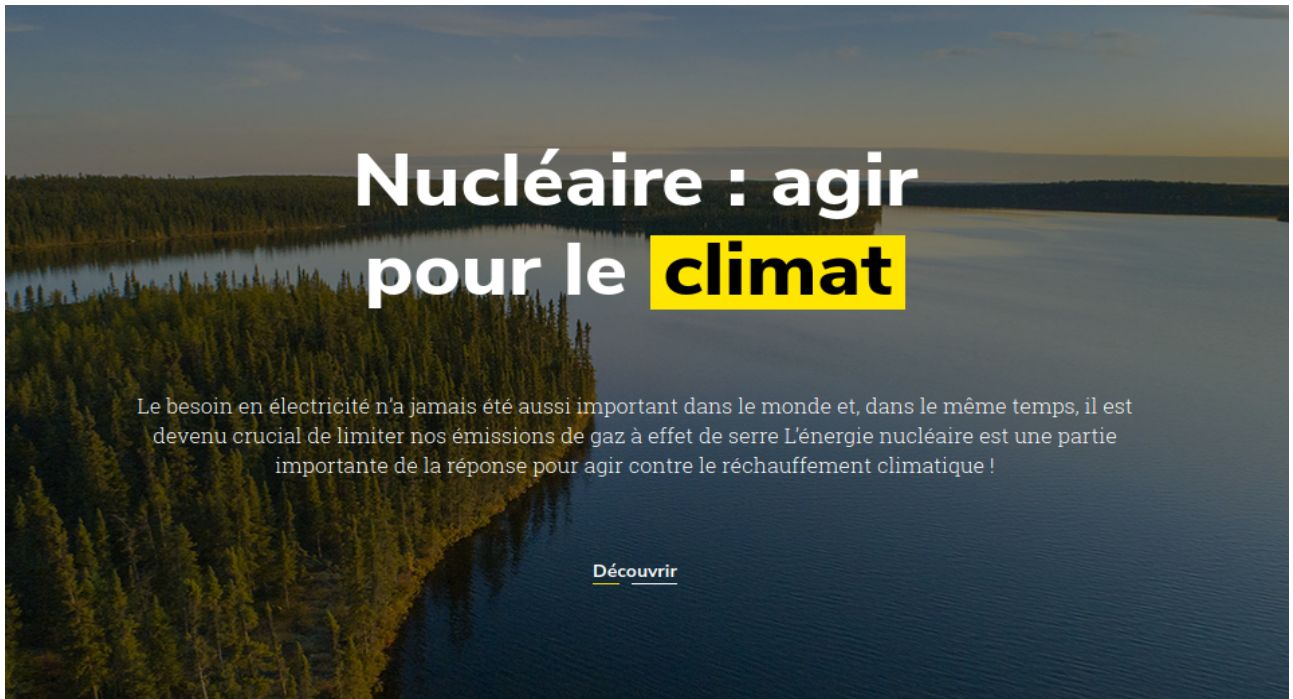 Nucléaire : agir
pour le climat
Le besoin en électricité n'a jamais été aussi important dans le monde et, dans le même temps, il est
devenu crucial de limiter nos émissions de gaz à effet de serre L'énergie nucléaire est une partie
importante de la réponse pour agir contre le réchauffement climatique !
Découvrir